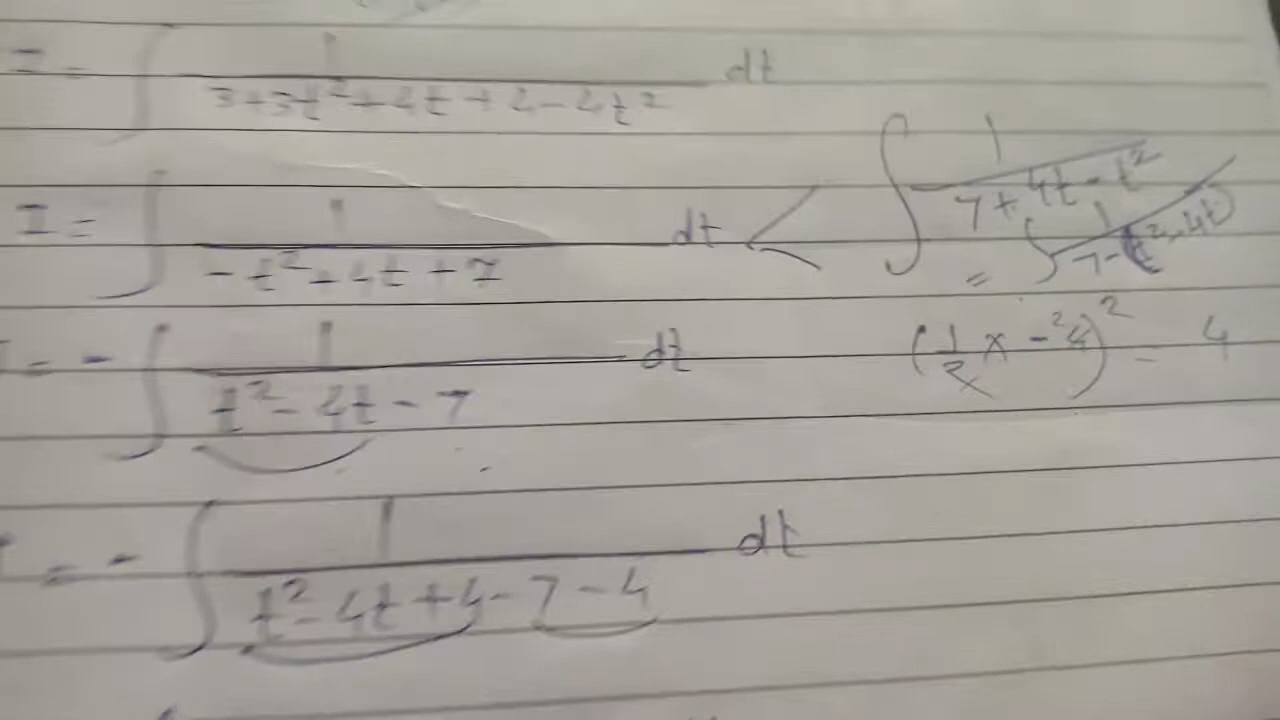 I = ∫ 1 / (3+3t²+4t+4-4t²) dt
I = ∫ 1 / (-t²+4t+7) dt
∫ 1 / (7+4t-t²)
= ∫ 1 / (7-(t²-4t))
I = - ∫ 1 / (t²-4t-7) dt
I = - ∫ 1 / (t²-4t+4-7-4) dt